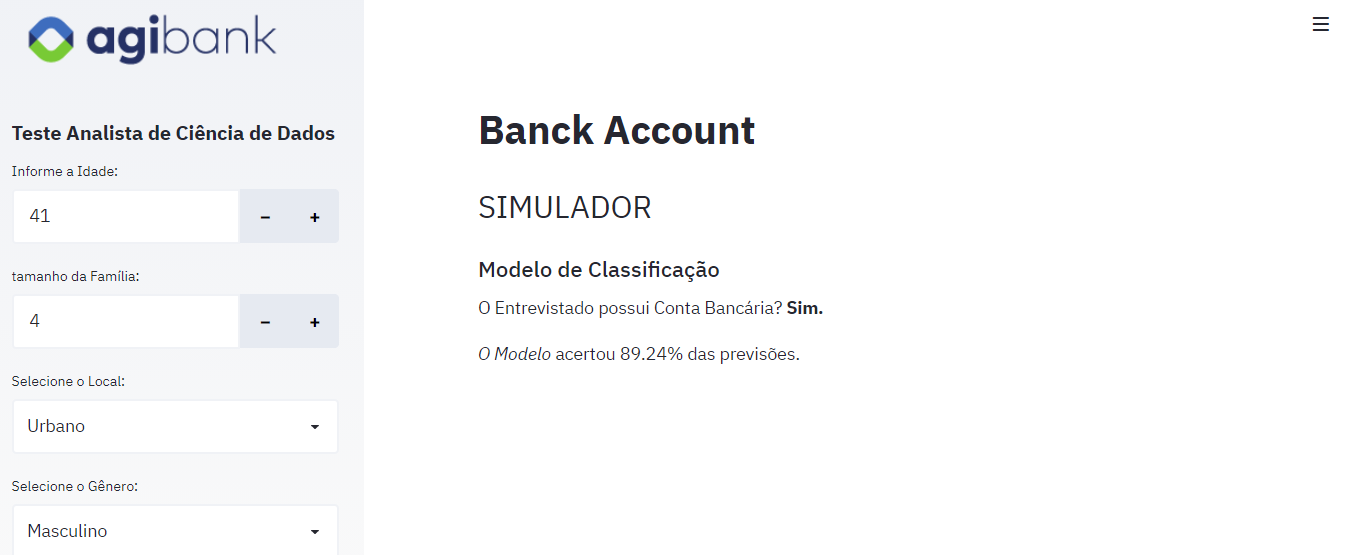 agibank
Teste Analista de Ciência de Dados
Informe a Idade:
41
tamanho da Família:
4
Selecione o Local:
Urbano
Selecione o Gênero:
Masculino
Banck Account
SIMULADOR
Modelo de Classificação
O Entrevistado possui Conta Bancária? Sim.
O Modelo acertou 89.24% das previsões.